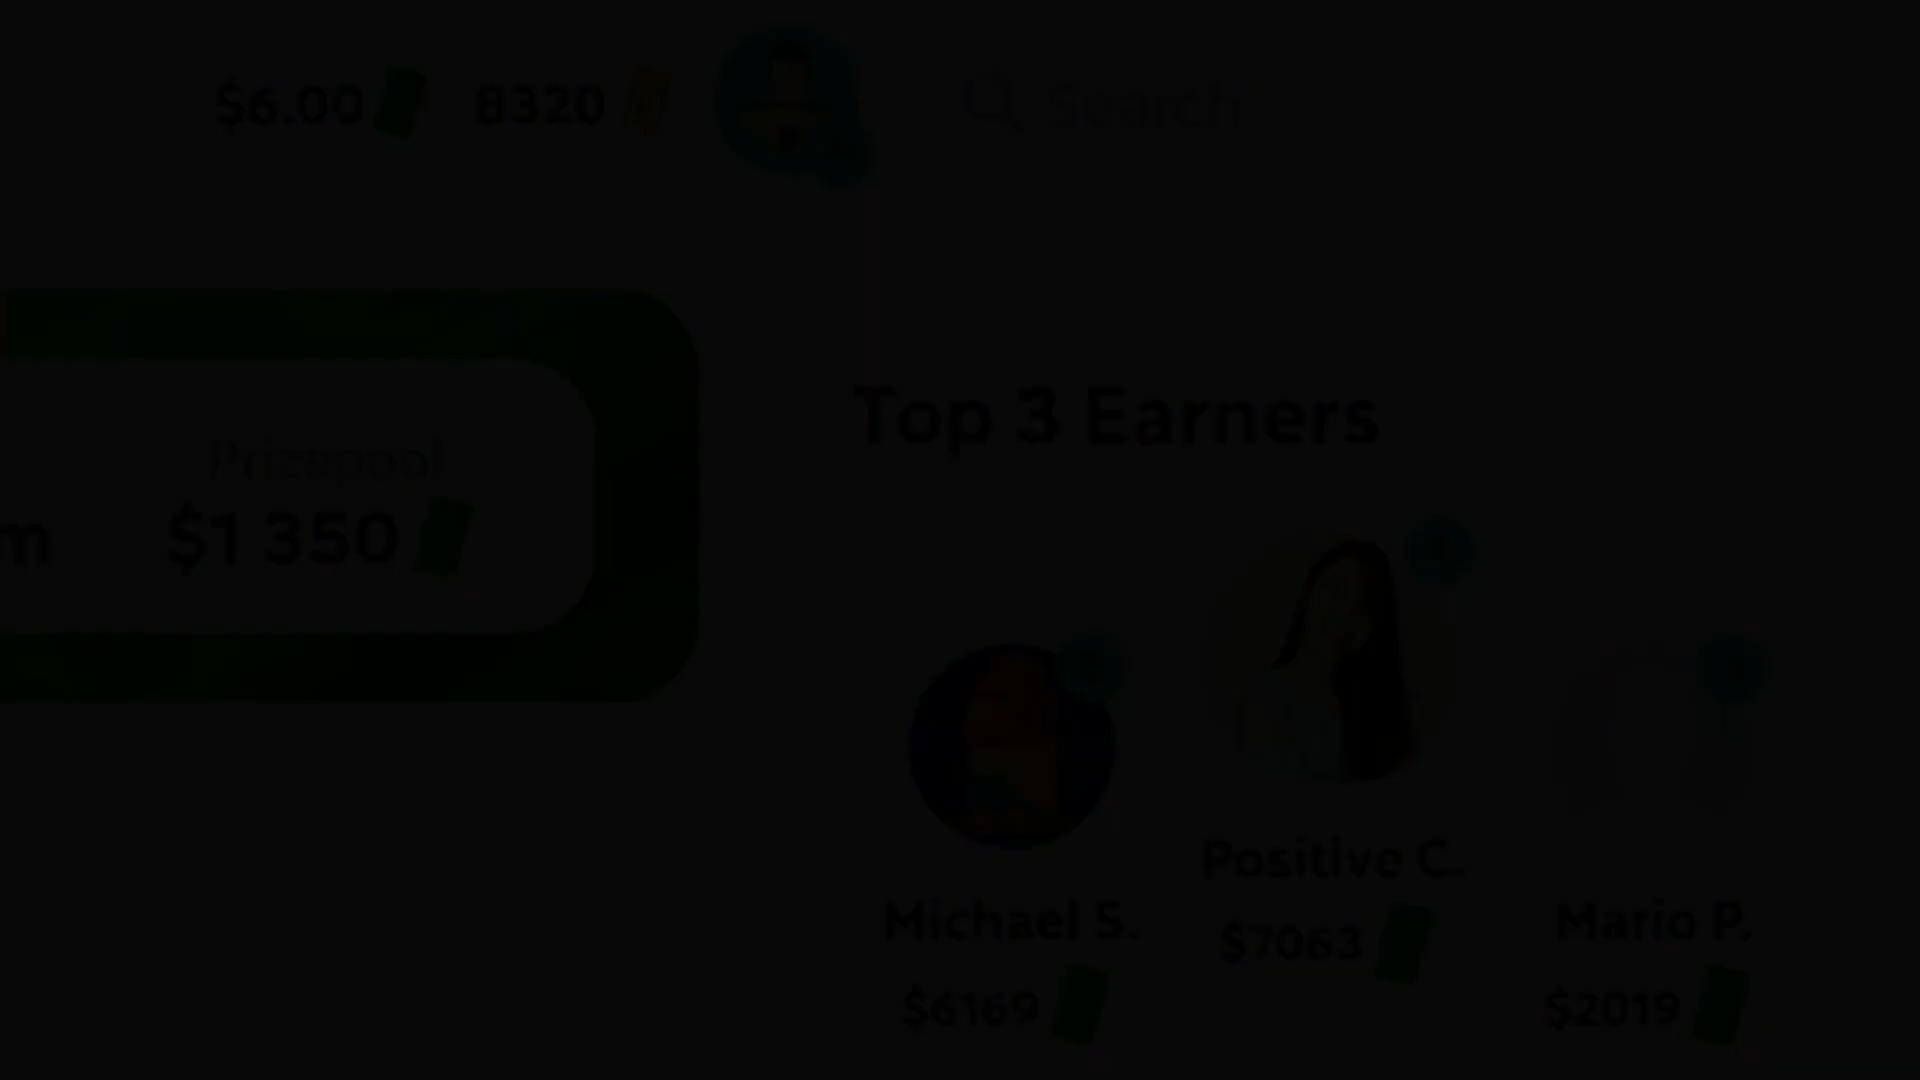 $6.00 8320 Search
Top 3 Earners
Prizepool
m $1 350
Positive C.
Michael S. Mario P.
$7063
$6169 $2019